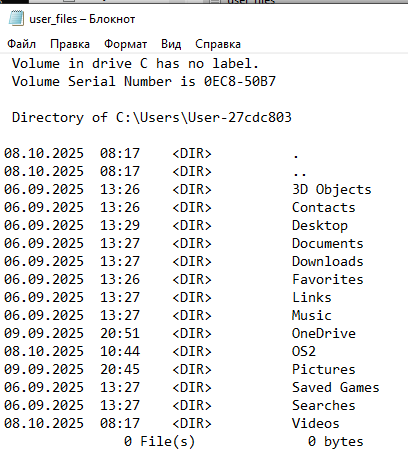 user_files – Блокнот
Файл Правка Формат Вид Справка
Volume in drive C has no label.
Volume Serial Number is 0EC8-50B7
Directory of C:\Users\User-27cdc803
08.10.2025 08:17 <DIR> .
08.10.2025 08:17 <DIR> ..
06.09.2025 13:26 <DIR> 3D Objects
06.09.2025 13:26 <DIR> Contacts
06.09.2025 13:29 <DIR> Desktop
06.09.2025 13:27 <DIR> Documents
06.09.2025 13:27 <DIR> Downloads
06.09.2025 13:26 <DIR> Favorites
06.09.2025 13:27 <DIR> Links
06.09.2025 13:27 <DIR> Music
09.09.2025 20:51 <DIR> OneDrive
08.10.2025 10:44 <DIR> OS2
09.09.2025 20:45 <DIR> Pictures
06.09.2025 13:27 <DIR> Saved Games
06.09.2025 13:27 <DIR> Searches
08.10.2025 08:17 <DIR> Videos
0 File(s) 0 bytes